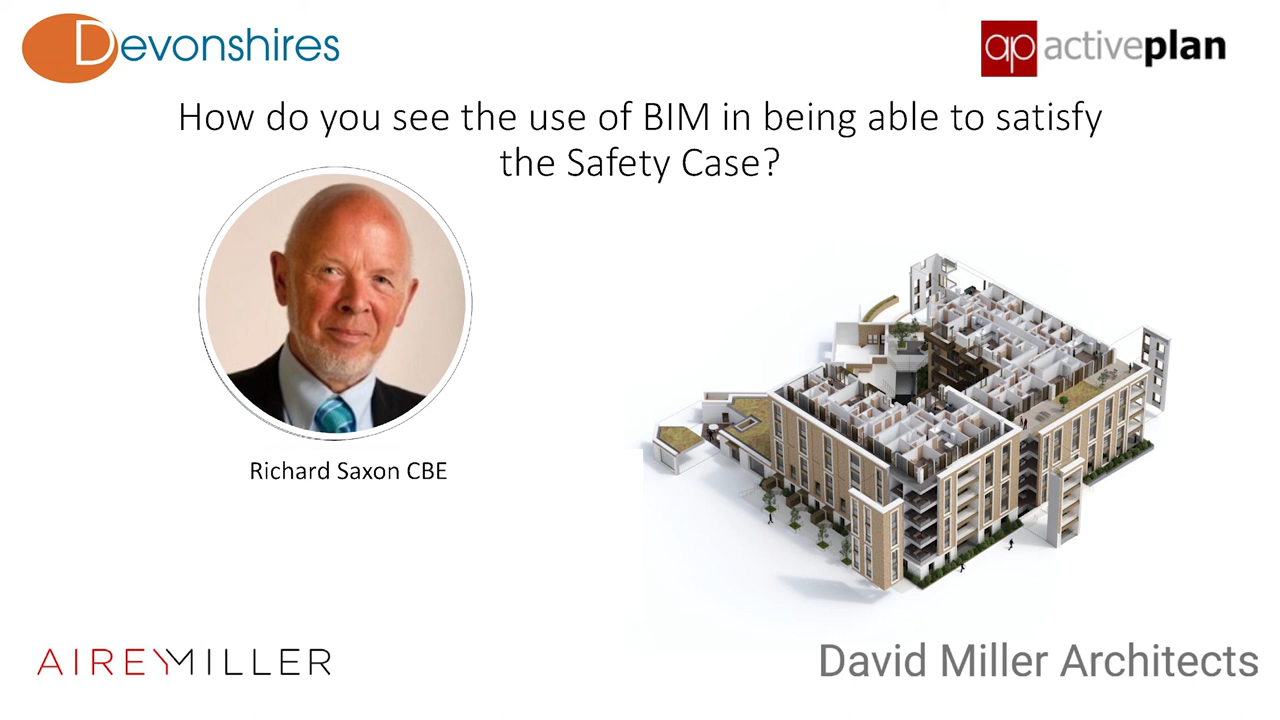 Devonshires
ap activeplan
How do you see the use of BIM in being able to satisfy
the Safety Case?
Richard Saxon CBE
AIREYMILLER
David Miller Architects